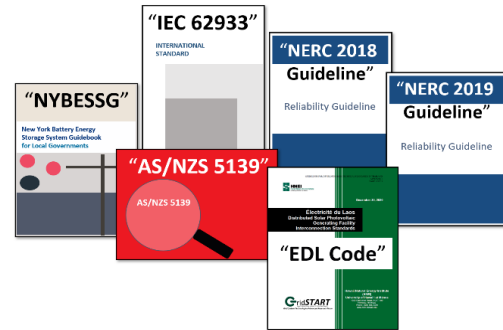 "IEC 62933"
INTERNATIONAL
STANDARD
"NERC 2018
Guideline"
Reliability Guideline
"NERC 2019
Guideline"
Reliability Guideline
"NYBESSG"
New York Battery Energy
Storage System Guidebook
for Local Governments
"AS/NZS 5139"
AS/NZS 5139
HNEI
Électricité du Laos
Distributed Solar Photovoltaic
Generating Facility
Interconnection Standards
"EDL Code"
GridSTART